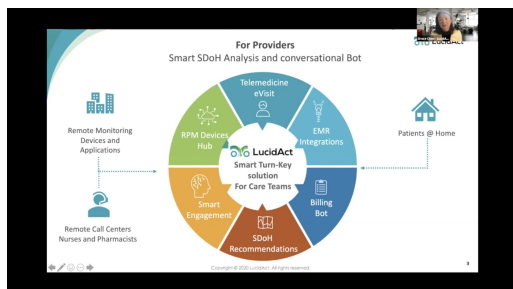 For Providers
Smart SDoH Analysis and conversational Bot
LucidAct
Telemedicine
eVisit
RPM Devices
Hub
EMR
Integrations
LucidAct
Smart Turn-Key
solution
For Care Teams
Smart
Engagement
Billing
Bot
SDoH
Recommendations
Remote Monitoring
Devices and
Applications
Remote Call Centers
Nurses and Pharmacists
Patients @ Home
Copyright © 2020 LucidAct. All rights reserved.
3